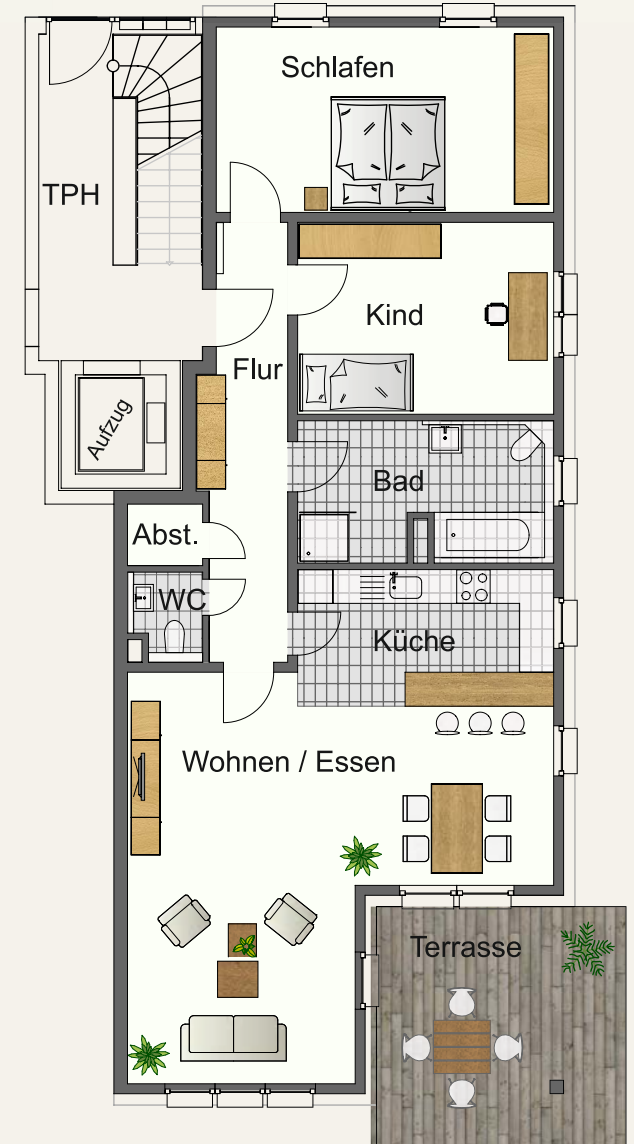 Schlafen
TPH
Kind
Flur
Aufzug
Bad
Abst.
WC
Küche
Wohnen / Essen
Terrasse